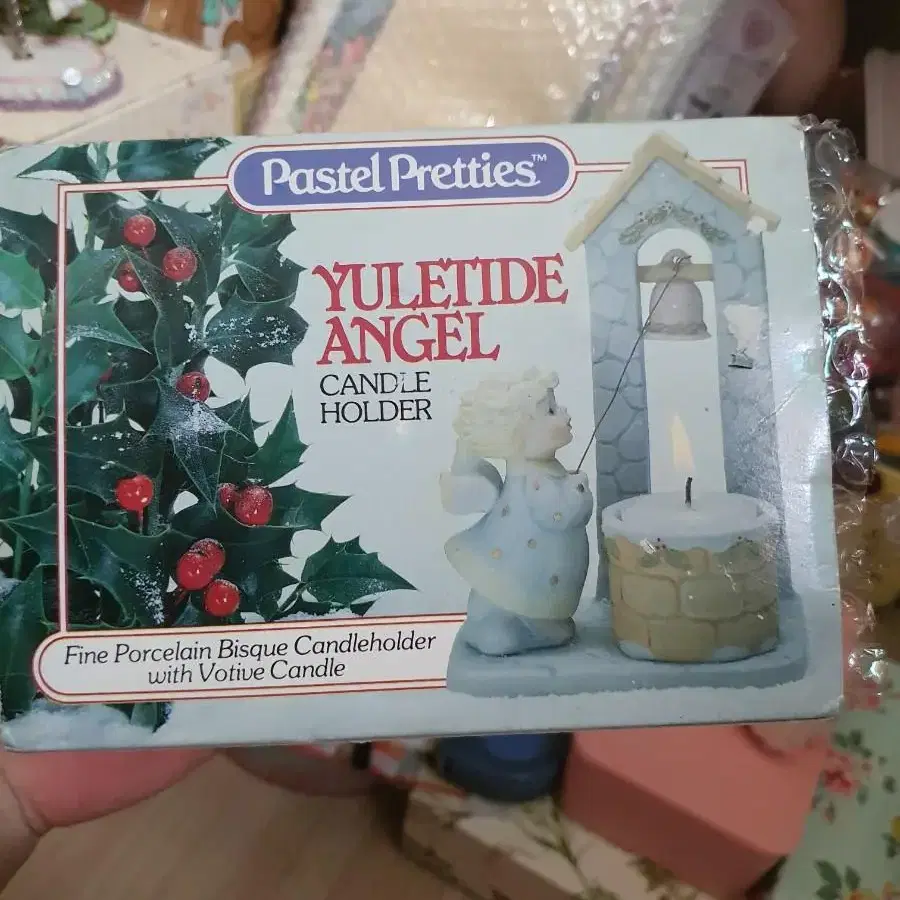 Pastel Pretties™
YULETIDE
ANGEL
CANDLE
HOLDER
Fine Porcelain Bisque Candleholder
with Votive Candle